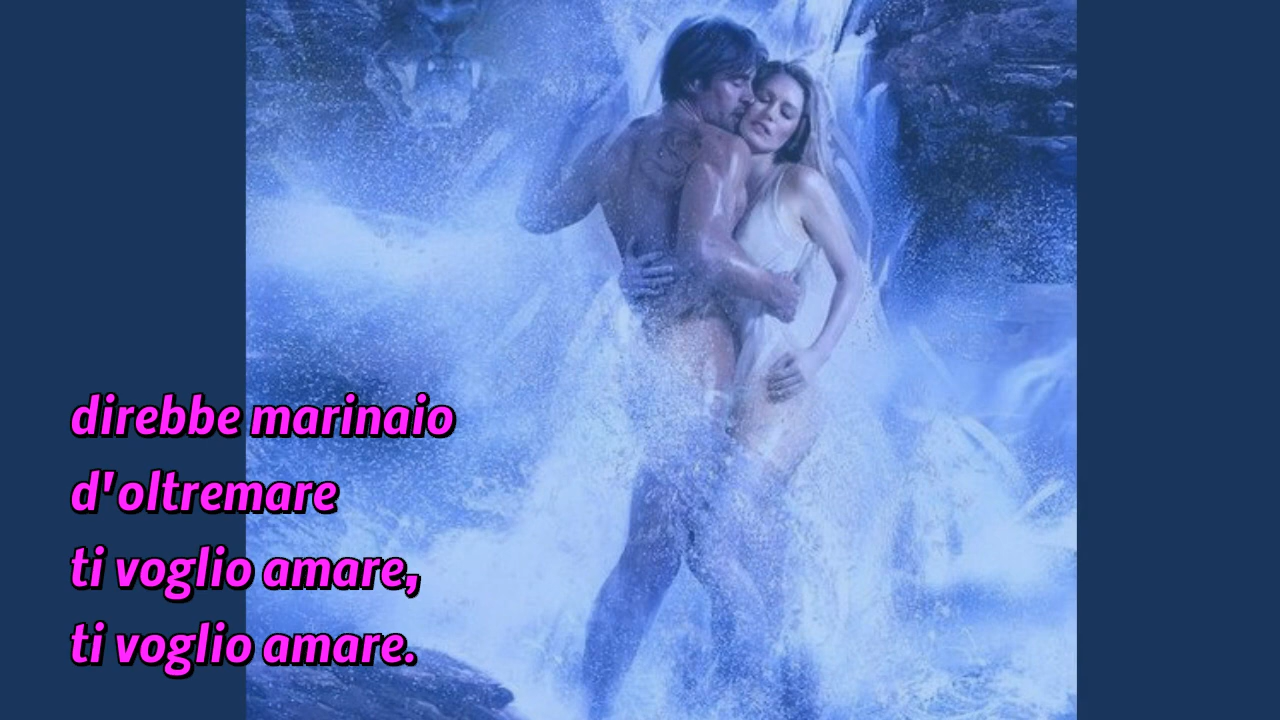 direbbe marinaio
d'oltremare
ti voglio amare,
ti voglio amare.